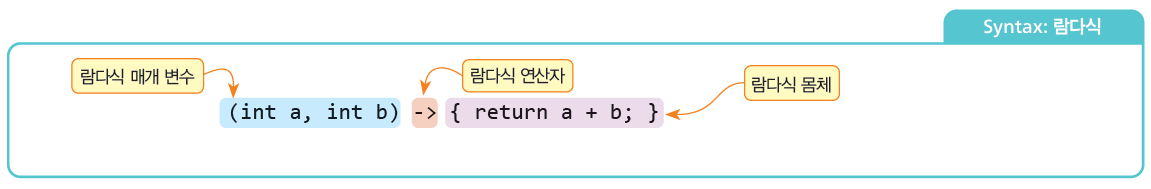 Syntax: 람다식
람다식 매개 변수
람다식 연산자
람다식 몸체
(int a, int b) -> { return a + b; }